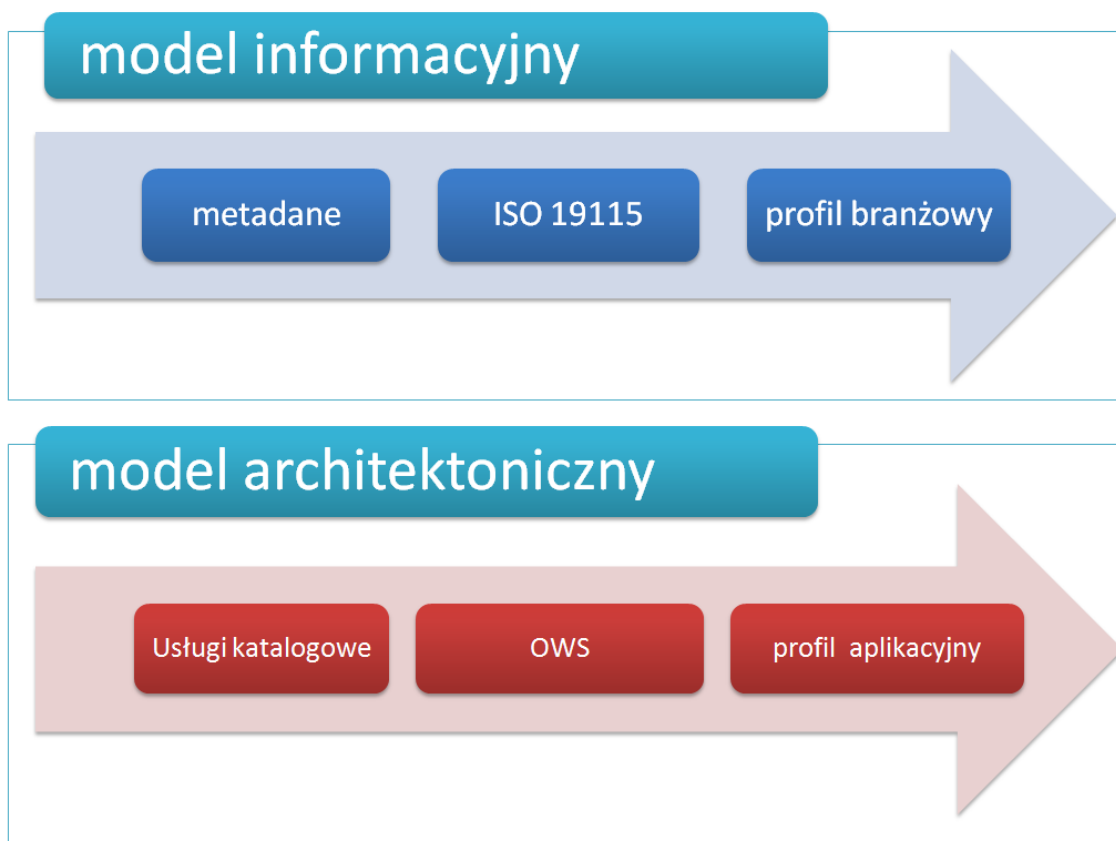 model informacyjny
metadane
ISO 19115
profil branżowy
model architektoniczny
Usługi katalogowe
OWS
profil aplikacyjny